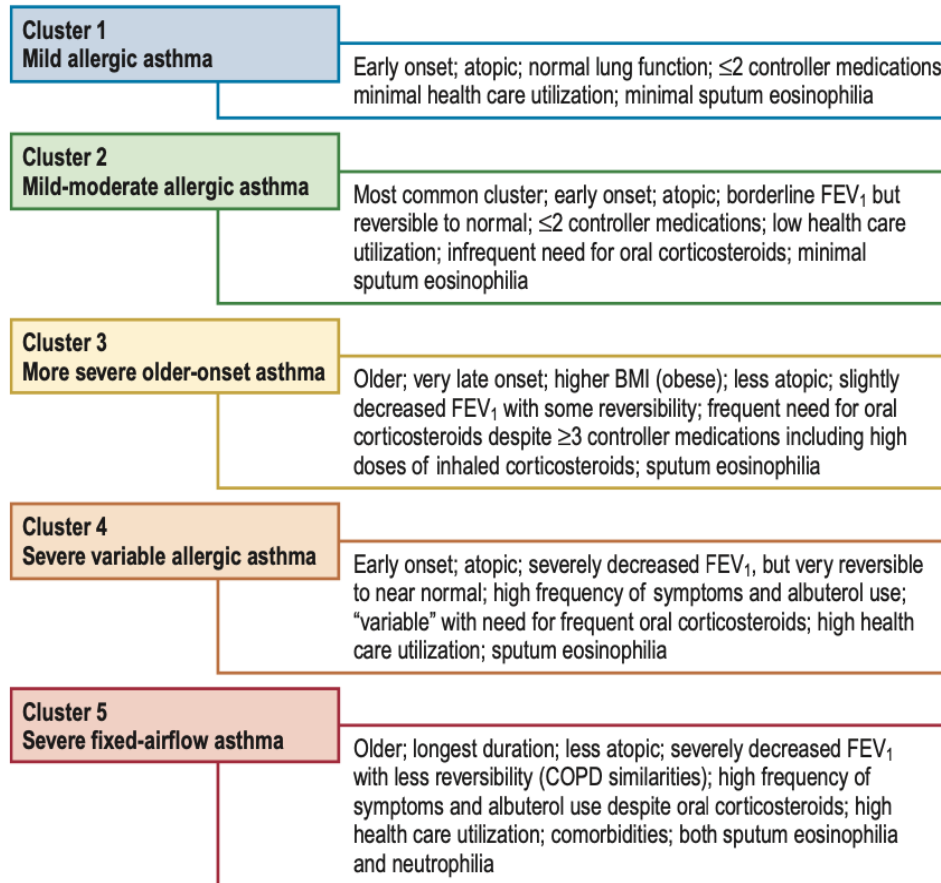 Cluster 1
Mild allergic asthma
Early onset; atopic; normal lung function; ≤2 controller medications
minimal health care utilization; minimal sputum eosinophilia
Cluster 2
Mild-moderate allergic asthma
Most common cluster; early onset; atopic; borderline FEV₁ but
reversible to normal; ≤2 controller medications; low health care
utilization; infrequent need for oral corticosteroids; minimal
sputum eosinophilia
Cluster 3
More severe older-onset asthma
Older; very late onset; higher BMI (obese); less atopic; slightly
decreased FEV₁ with some reversibility; frequent need for oral
corticosteroids despite ≥3 controller medications including high
doses of inhaled corticosteroids; sputum eosinophilia
Cluster 4
Severe variable allergic asthma
Early onset; atopic; severely decreased FEV₁, but very reversible
to near normal; high frequency of symptoms and albuterol use;
“variable” with need for frequent oral corticosteroids; high health
care utilization; sputum eosinophilia
Cluster 5
Severe fixed-airflow asthma
Older; longest duration; less atopic; severely decreased FEV₁
with less reversibility (COPD similarities); high frequency of
symptoms and albuterol use despite oral corticosteroids; high
health care utilization; comorbidities; both sputum eosinophilia
and neutrophilia